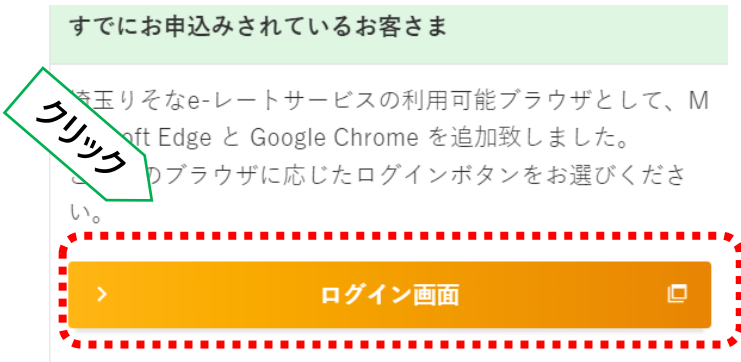 すでにお申込みされているお客さま
埼玉りそなe-レートサービスの利用可能ブラウザとして、M
oft Edge と Google Chrome を追加致しました。
クリック
のブラウザに応じたログインボタンをお選びくださ
い。
ログイン画面